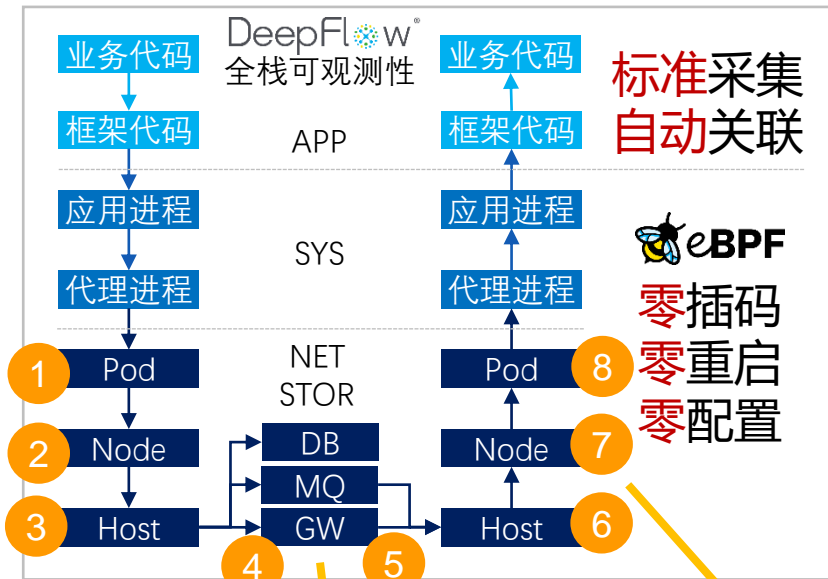 DeepFlow®
全栈可观测性
业务代码
框架代码
应用进程
代理进程
1 Pod
2 Node
3 Host
APP
SYS
NET
STOR
DB
MQ
GW
4
5
业务代码
框架代码
应用进程
代理进程
Pod 8
Node 7
Host 6
标准采集
自动关联
eBPF
零插码
零重启
零配置